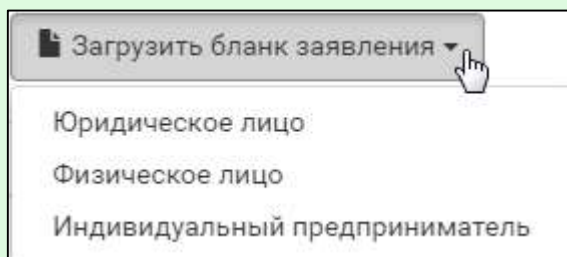 Загрузить бланк заявления
Юридическое лицо
Физическое лицо
Индивидуальный предприниматель